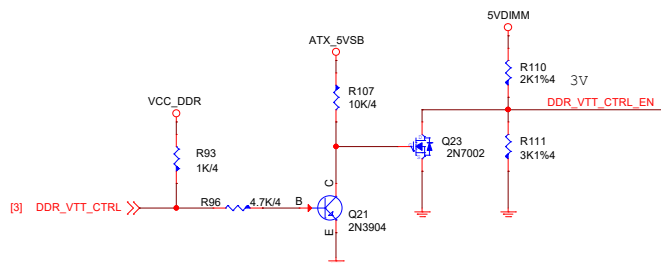 5VDIMM
ATX_5VSB
R110
2K1%4
3V
R107
10K/4
VCC_DDR
DDR_VTT_CTRL_EN
Q23
2N7002
R111
3K1%4
R93
1K/4
C
[3] DDR_VTT_CTRL
R96
4.7K/4
B
Q21
2N3904
E